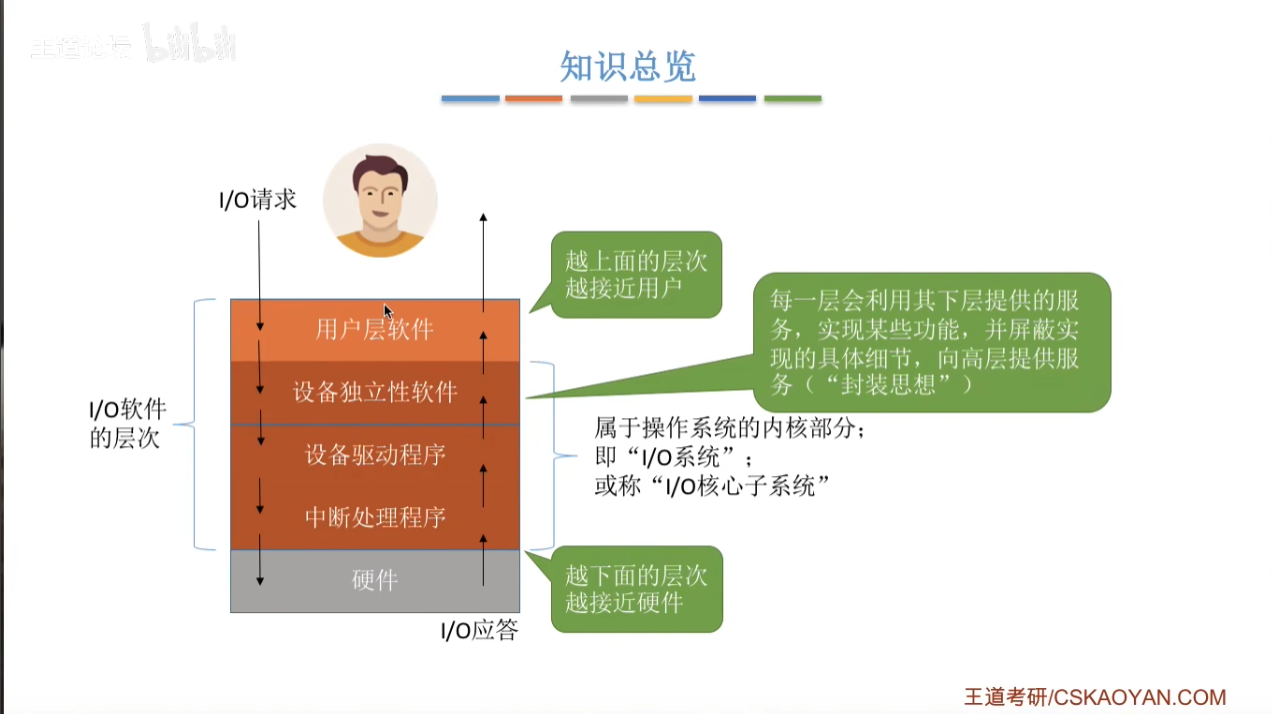 王道论坛 bilibili
知识总览
I/O请求
越上面的层次
越接近用户
每一层会利用其下层提供的服
务，实现某些功能，并屏蔽实
现的具体细节，向高层提供服
务（“封装思想”）
用户层软件
设备独立性软件
I/O软件
的层次
设备驱动程序
属于操作系统的内核部分；
即“I/O系统”；
或称“I/O核心子系统”
中断处理程序
硬件
越下面的层次
越接近硬件
I/O应答
王道考研/CSKAOYAN.COM